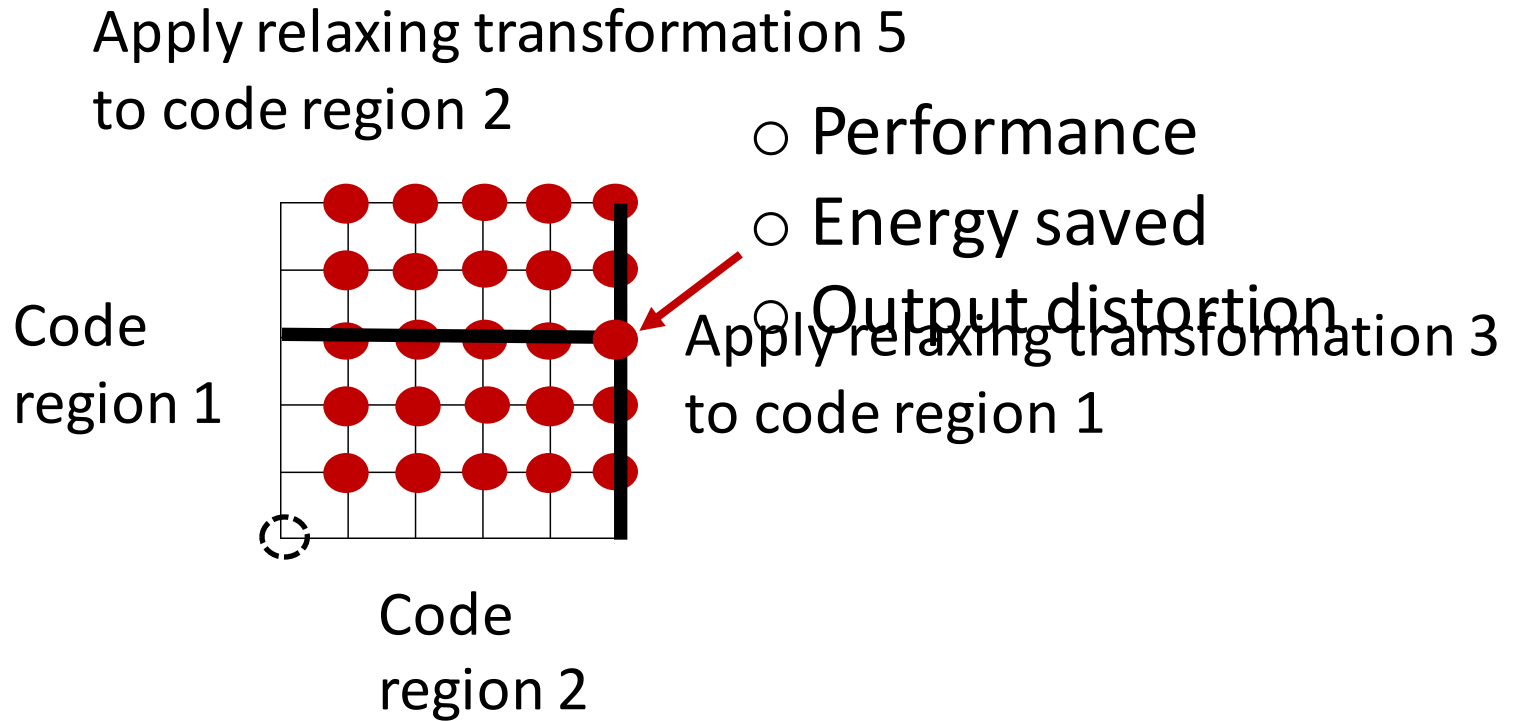 Apply relaxing transformation 5
to code region 2
○ Performance
○ Energy saved
○ Output distortion
Apply relaxing transformation 3
to code region 1
Code
region 1
Code
region 2